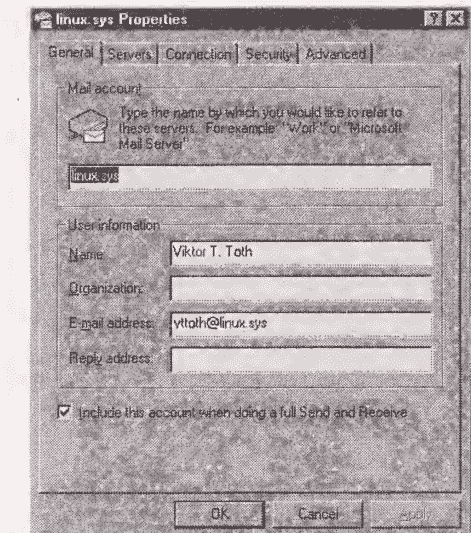 linux.sys Properties
General Servers Connection Security Advanced
Mail account
Type the name by which you would like to refer to
these servers. For example: "Work" or "Microsoft
Mail Server"
linux.sys
User information
Name: Viktor T. Toth
Organization:
E-mail address: vttoth@linux.sys
Reply address:
Include this account when doing a full Send and Receive
OK Cancel Apply